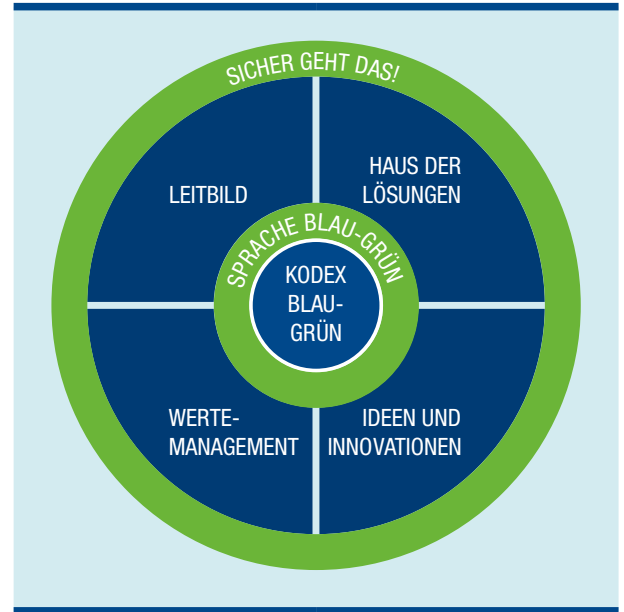 SICHER GEHT DAS!
LEITBILD
HAUS DER
LÖSUNGEN
SPRACHE BLAU-GRÜN
KODEX
BLAU-
GRÜN
WERTE-
MANAGEMENT
IDEEN UND
INNOVATIONEN